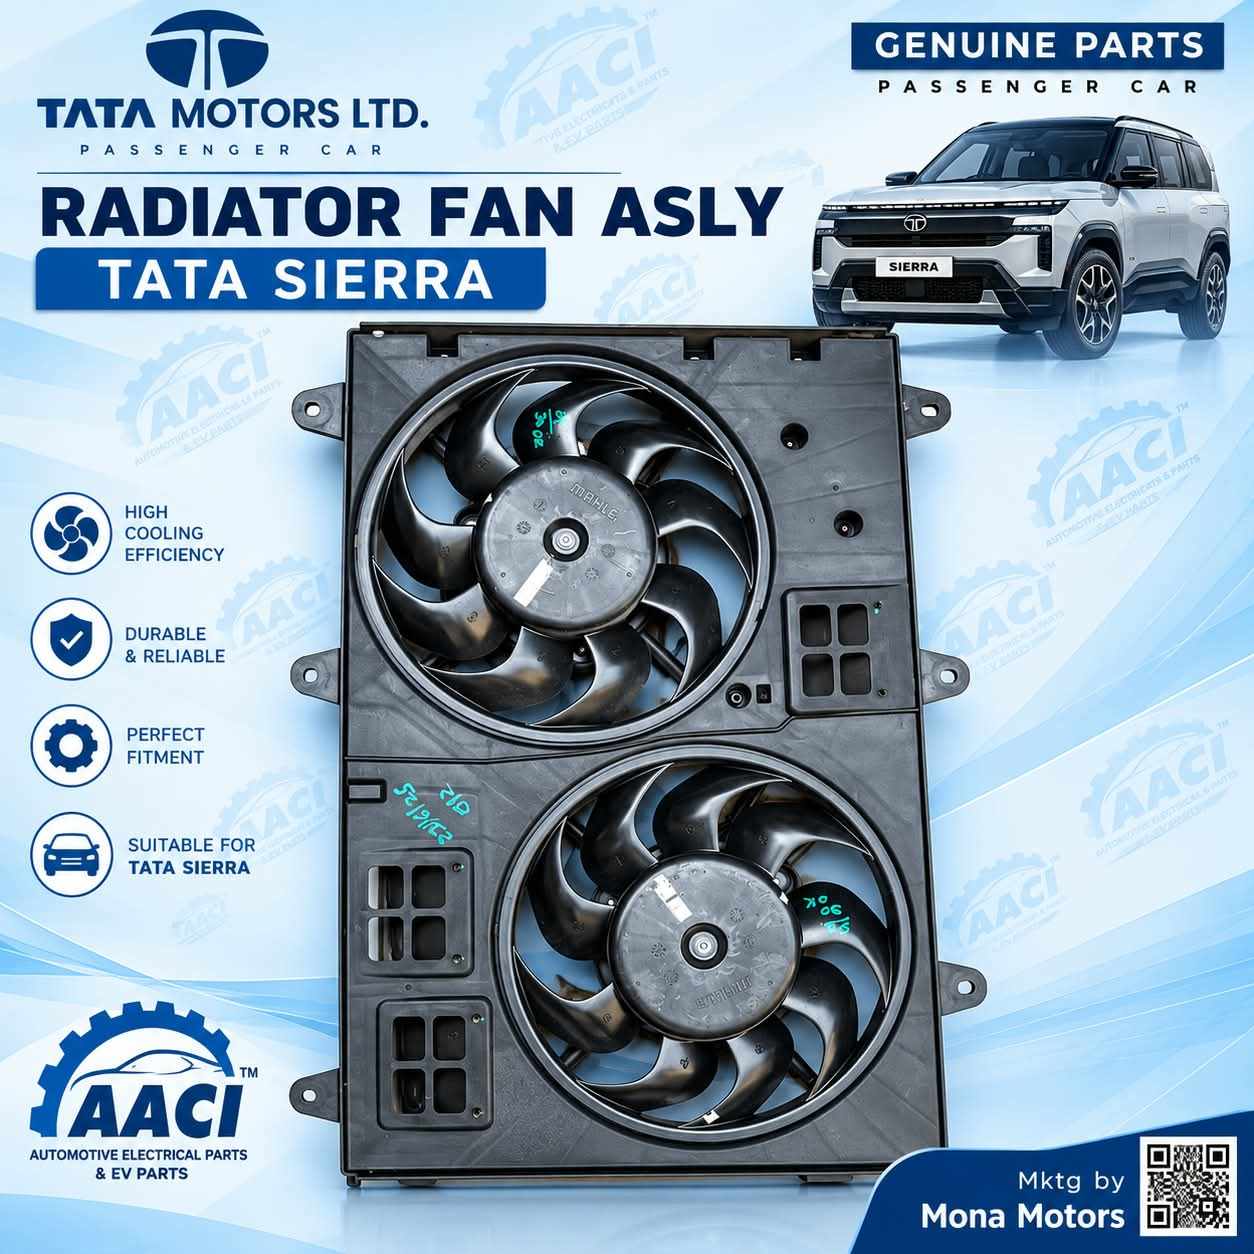 TATA MOTORS LTD.
PASSENGER CAR
GENUINE PARTS
PASSENGER CAR
RADIATOR FAN ASLY
TATA SIERRA
SIERRA
HIGH
COOLING
EFFICIENCY
DURABLE
& RELIABLE
PERFECT
FITMENT
SUITABLE FOR
TATA SIERRA
MAHLE
AACI™
AUTOMOTIVE ELECTRICAL PARTS
& EV PARTS
Mktg by
Mona Motors